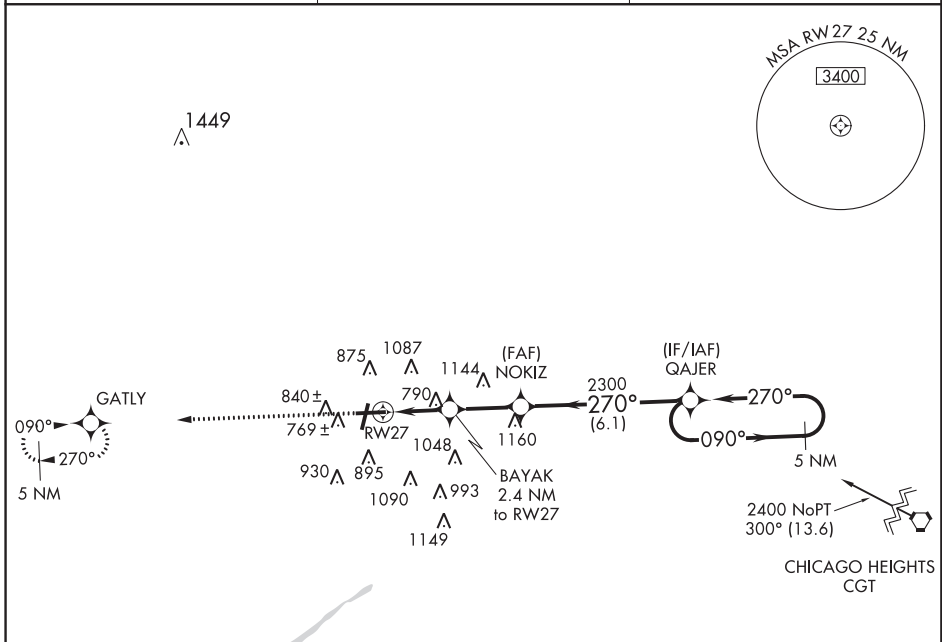 MSA RW27 25 NM
3400
1449
(IF/IAF)
QAJER
(FAF)
NOKIZ
875
1087
1144
2300
270°
(6.1)
270°
090°
5 NM
GATLY
090°
270°
5 NM
840 ±
769 ±
790
RW27
1160
1048
930
895
1090
993
1149
BAYAK
2.4 NM
to RW27
2400 NoPT
300° (13.6)
CHICAGO HEIGHTS
CGT